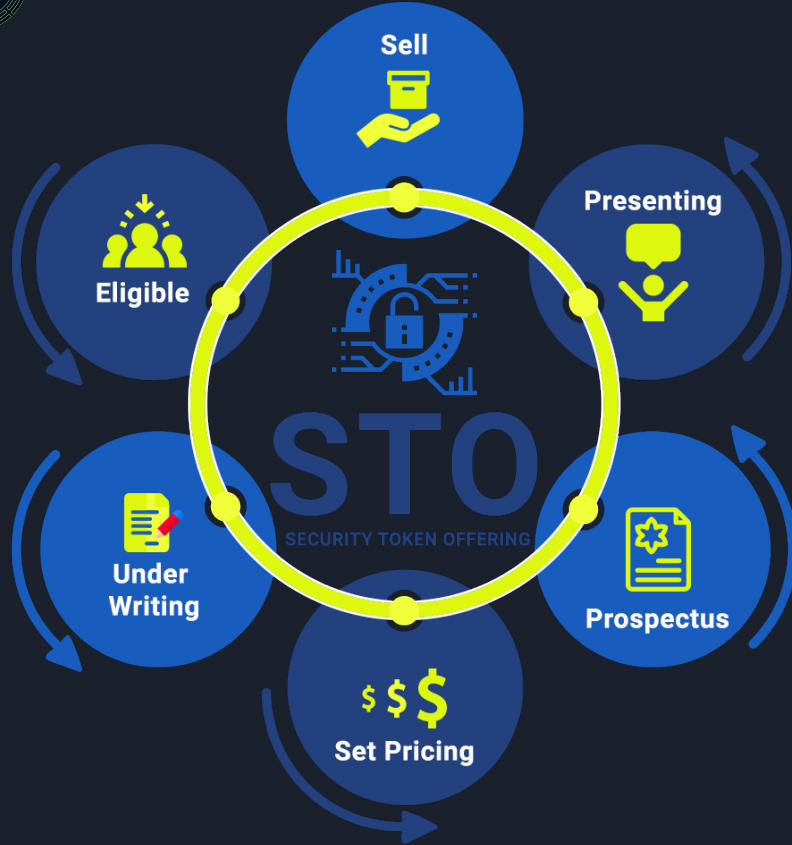 Sell
Presenting
Eligible
STO
SECURITY TOKEN OFFERING
Under
Writing
Prospectus
$ $ $
Set Pricing